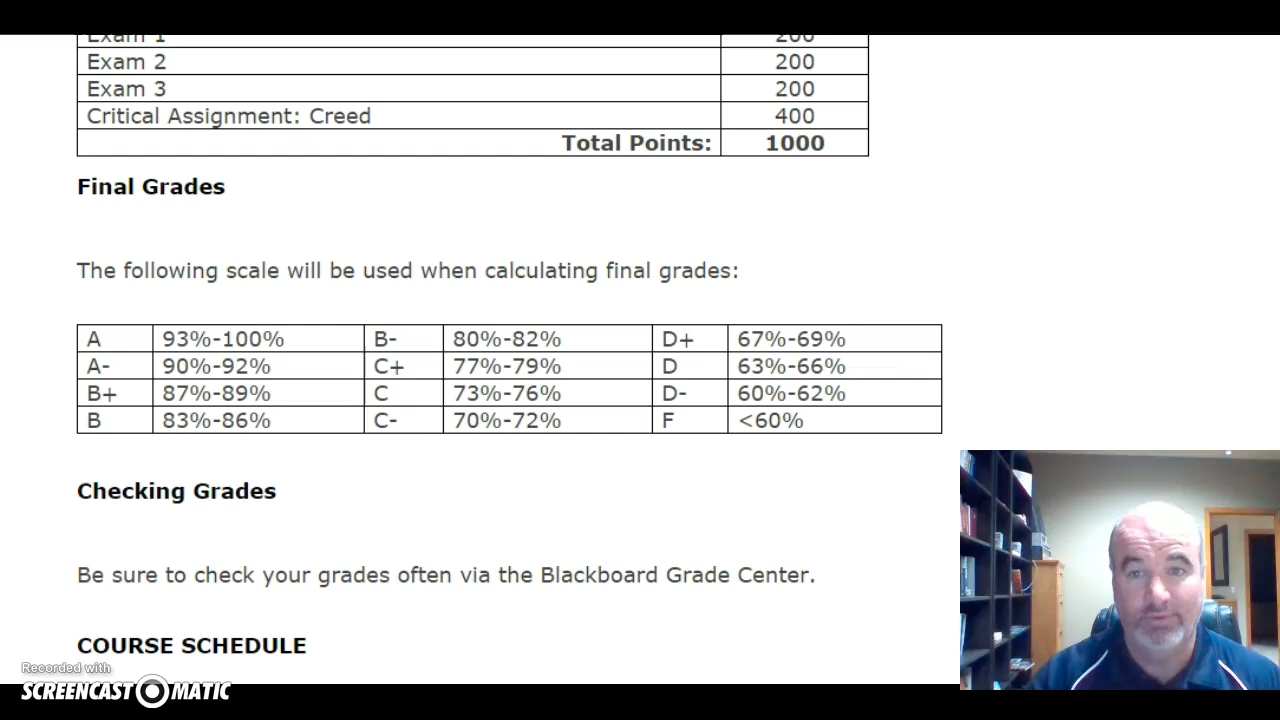 Exam 1 200
Exam 2 200
Exam 3 200
Critical Assignment: Creed 400
Total Points: 1000
Final Grades
The following scale will be used when calculating final grades:
A 93%-100% B- 80%-82% D+ 67%-69%
A- 90%-92% C+ 77%-79% D 63%-66%
B+ 87%-89% C 73%-76% D- 60%-62%
B 83%-86% C- 70%-72% F <60%
Checking Grades
Be sure to check your grades often via the Blackboard Grade Center.
COURSE SCHEDULE
Recorded with
SCREENCAST-O-MATIC